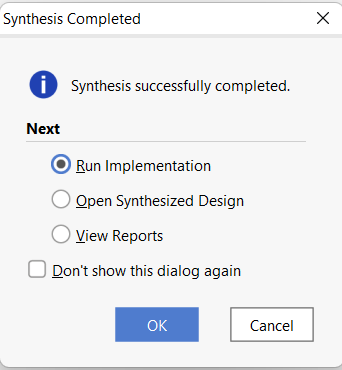 Synthesis Completed
Synthesis successfully completed.
Next
Run Implementation
Open Synthesized Design
View Reports
Don't show this dialog again
OK
Cancel